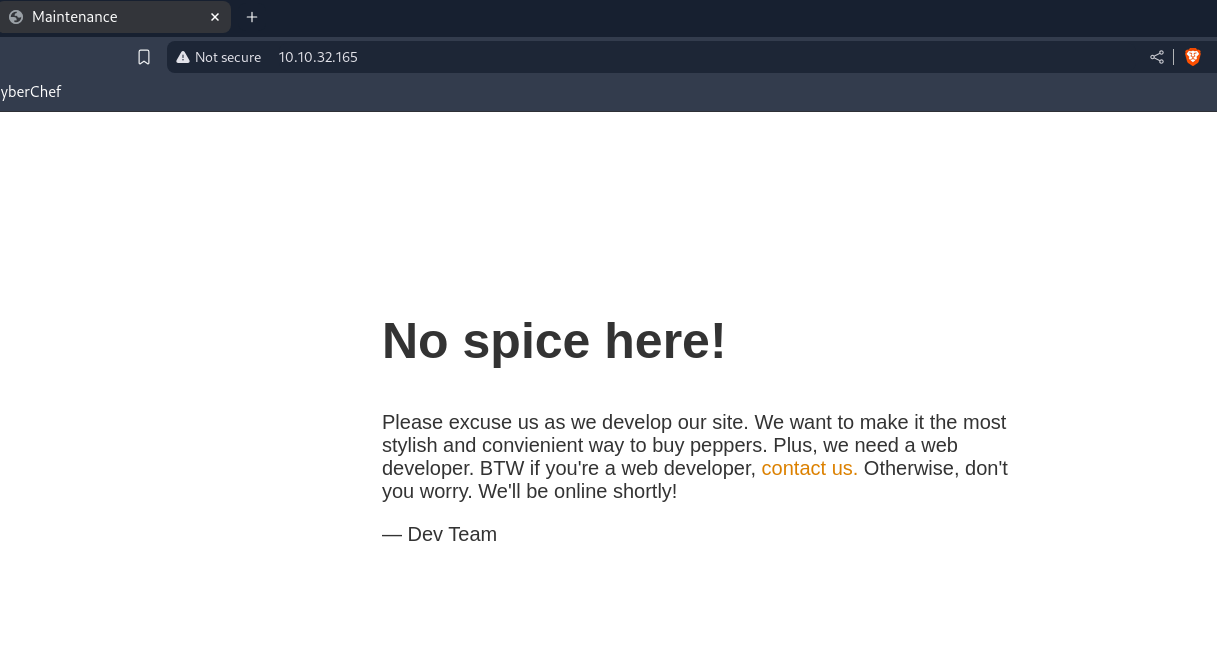 Maintenance
Not secure 10.10.32.165
yberChef
No spice here!
Please excuse us as we develop our site. We want to make it the most
stylish and convienient way to buy peppers. Plus, we need a web
developer. BTW if you're a web developer, contact us. Otherwise, don't
you worry. We'll be online shortly!
— Dev Team